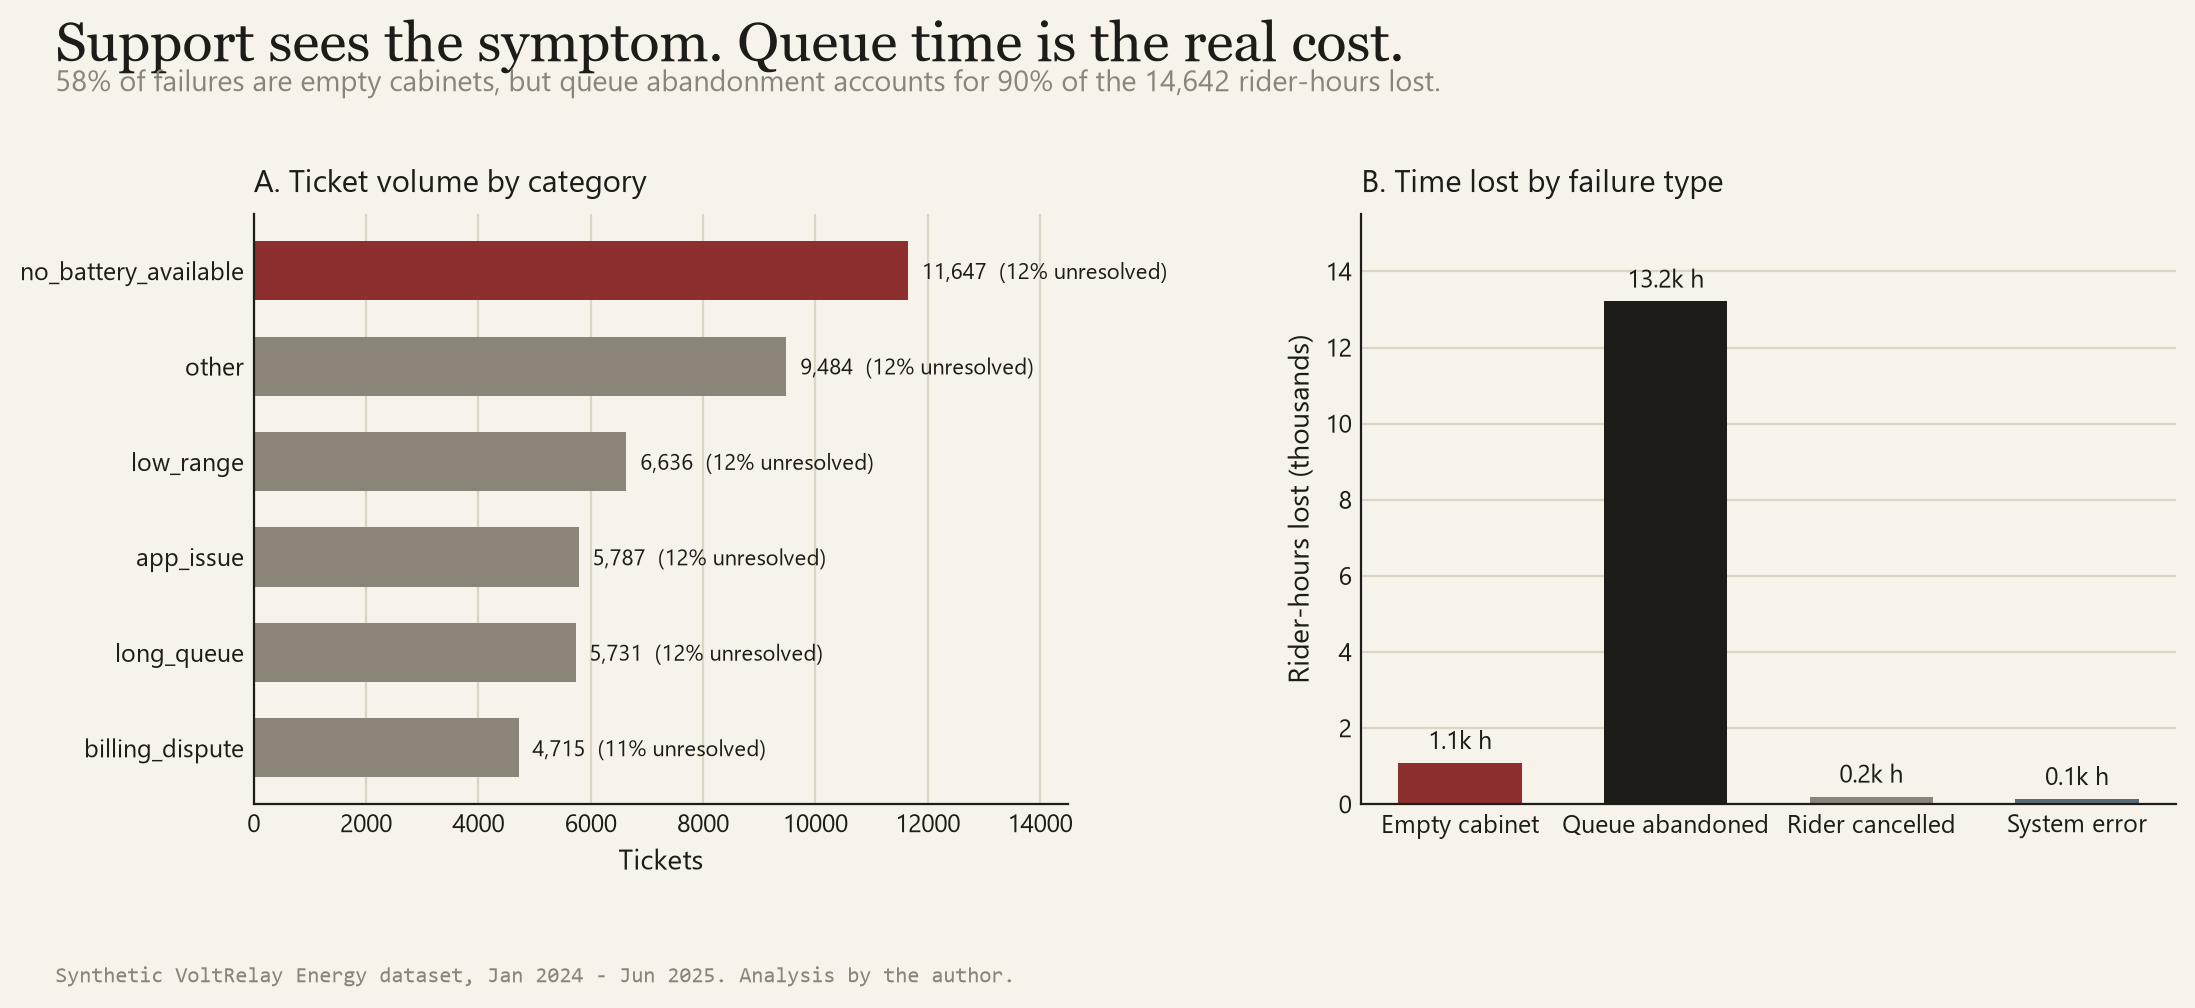 Support sees the symptom. Queue time is the real cost.
58% of failures are empty cabinets, but queue abandonment accounts for 90% of the 14,642 rider-hours lost.
A. Ticket volume by category
no_battery_available
11,647 (12% unresolved)
other
9,484 (12% unresolved)
low_range
6,636 (12% unresolved)
app_issue
5,787 (12% unresolved)
long_queue
5,731 (12% unresolved)
billing_dispute
4,715 (11% unresolved)
0 2000 4000 6000 8000 10000 12000 14000
Tickets
B. Time lost by failure type
Rider-hours lost (thousands)
14
12
10
8
6
4
2
0
1.1k h
13.2k h
0.2k h
0.1k h
Empty cabinet Queue abandoned Rider cancelled System error
Synthetic VoltRelay Energy dataset, Jan 2024 - Jun 2025. Analysis by the author.